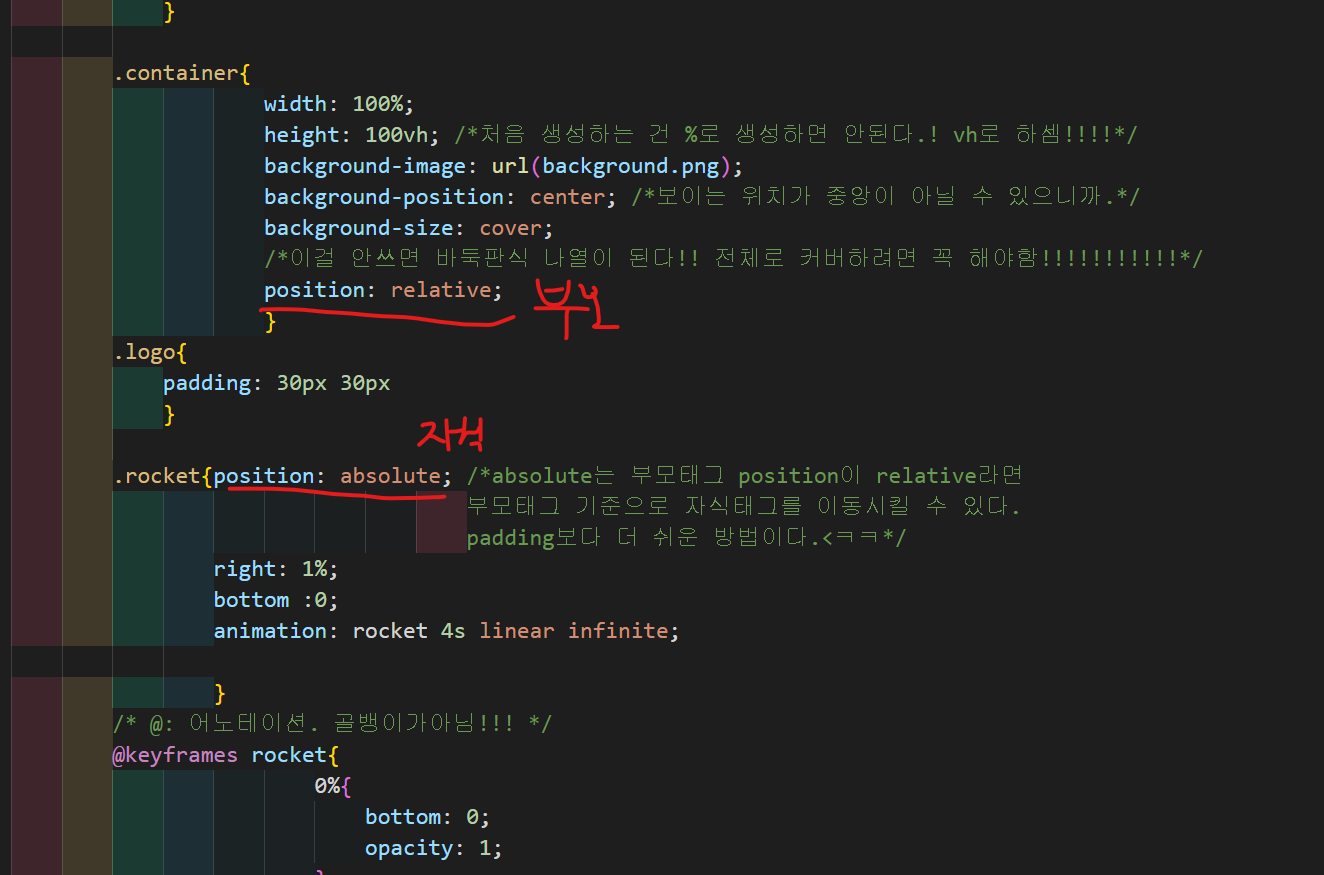 }
.container{
width: 100%;
height: 100vh; /*처음 생성하는 건 %로 생성하면 안된다.! vh로 하셈!!!!*/
background-image: url(background.png);
background-position: center; /*보이는 위치가 중앙이 아닐 수 있으니까.*/
background-size: cover;
/*이걸 안쓰면 바둑판식 나열이 된다!! 전체로 커버하려면 꼭 해야함!!!!!!!!!!!*/
position: relative; 부모
}
.logo{
padding: 30px 30px
}
자식
.rocket{position: absolute; /*absolute는 부모태그 position이 relative라면
부모태그 기준으로 자식태그를 이동시킬 수 있다.
padding보다 더 쉬운 방법이다.<ㅋㅋ*/
right: 1%;
bottom :0;
animation: rocket 4s linear infinite;
}
/* @: 어노테이션. 골뱅이가아님!!! */
@keyframes rocket{
0%{
bottom: 0;
opacity: 1;